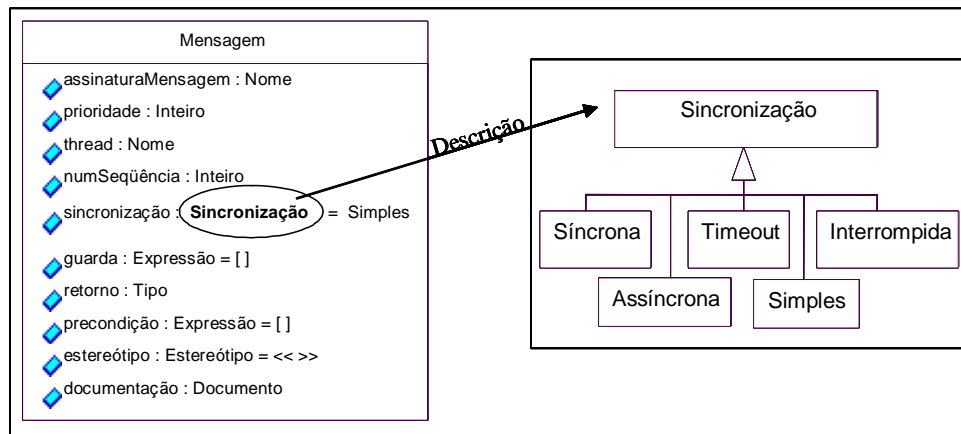 Mensagem
assinaturaMensagem : Nome
prioridade : Inteiro
thread : Nome
numSeqüência : Inteiro
sincronização : Sincronização = Simples
guarda : Expressão = [ ]
retorno : Tipo
precondição : Expressão = [ ]
estereótipo : Estereótipo = << >>
documentação : Documento
Descrição
Sincronização
Síncrona Timeout Interrompida
Assíncrona Simples